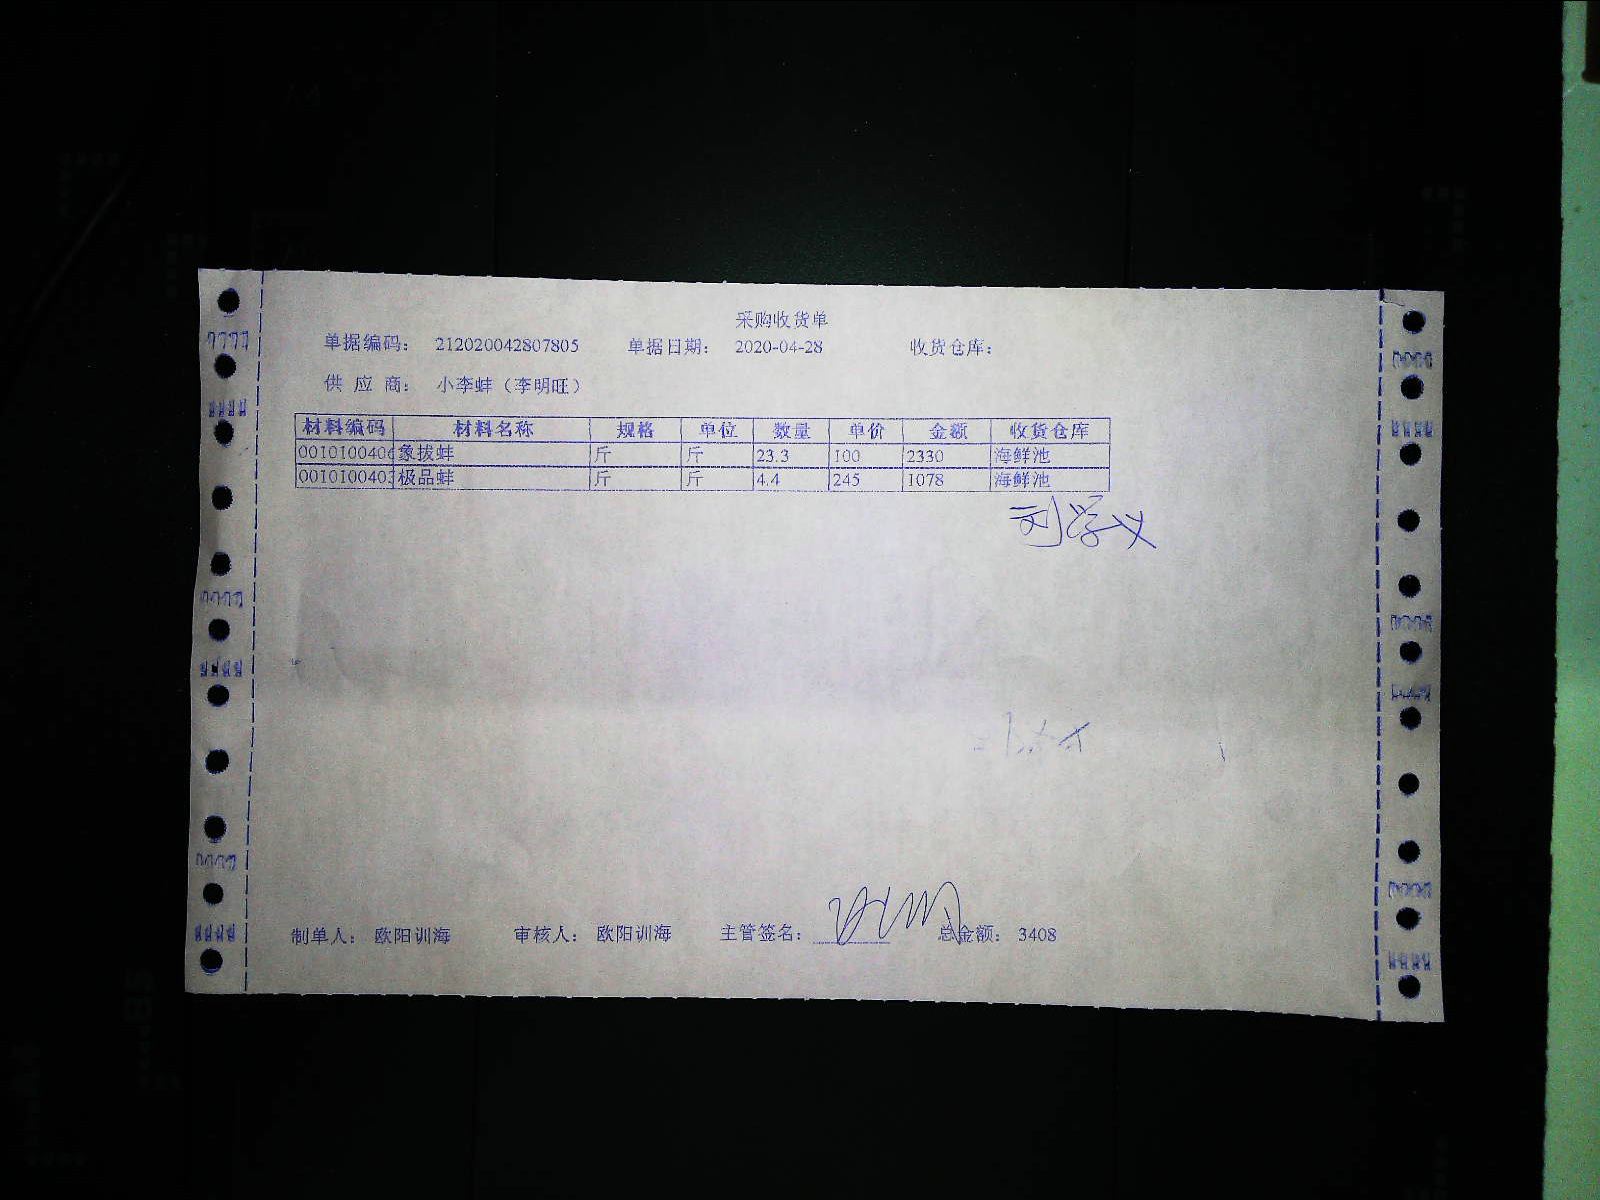 采购收货单
单据编码： 212020042807805 单据日期： 2020-04-28 收货仓库：
供 应 商： 小李蚌（李明旺）
材料编码 材料名称 规格 单位 数量 单价 金额 收货仓库
0010100406 象拔蚌 斤 斤 23.3 100 2330 海鲜池
001010040 极品蚌 斤 斤 4.4 245 1078 海鲜池
刘学义
制单人： 欧阳训海 审核人： 欧阳训海 主管签名： 总金额： 3408